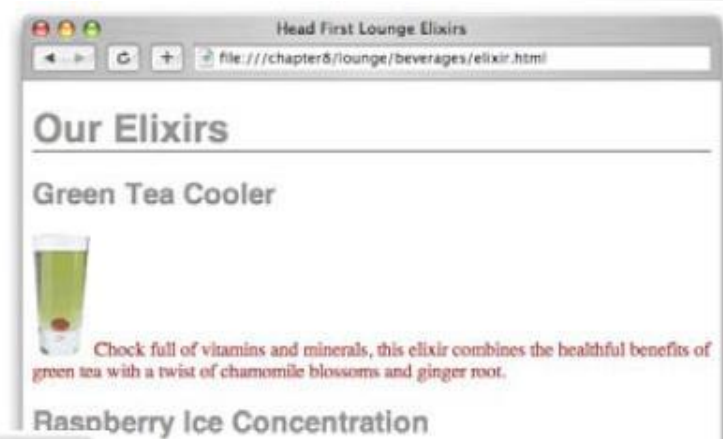 Head First Lounge Elixirs
file:///chapter8/lounge/beverages/elixir.html
Our Elixirs
Green Tea Cooler
Chock full of vitamins and minerals, this elixir combines the healthful benefits of
green tea with a twist of chamomile blossoms and ginger root.
Raspberry Ice Concentration